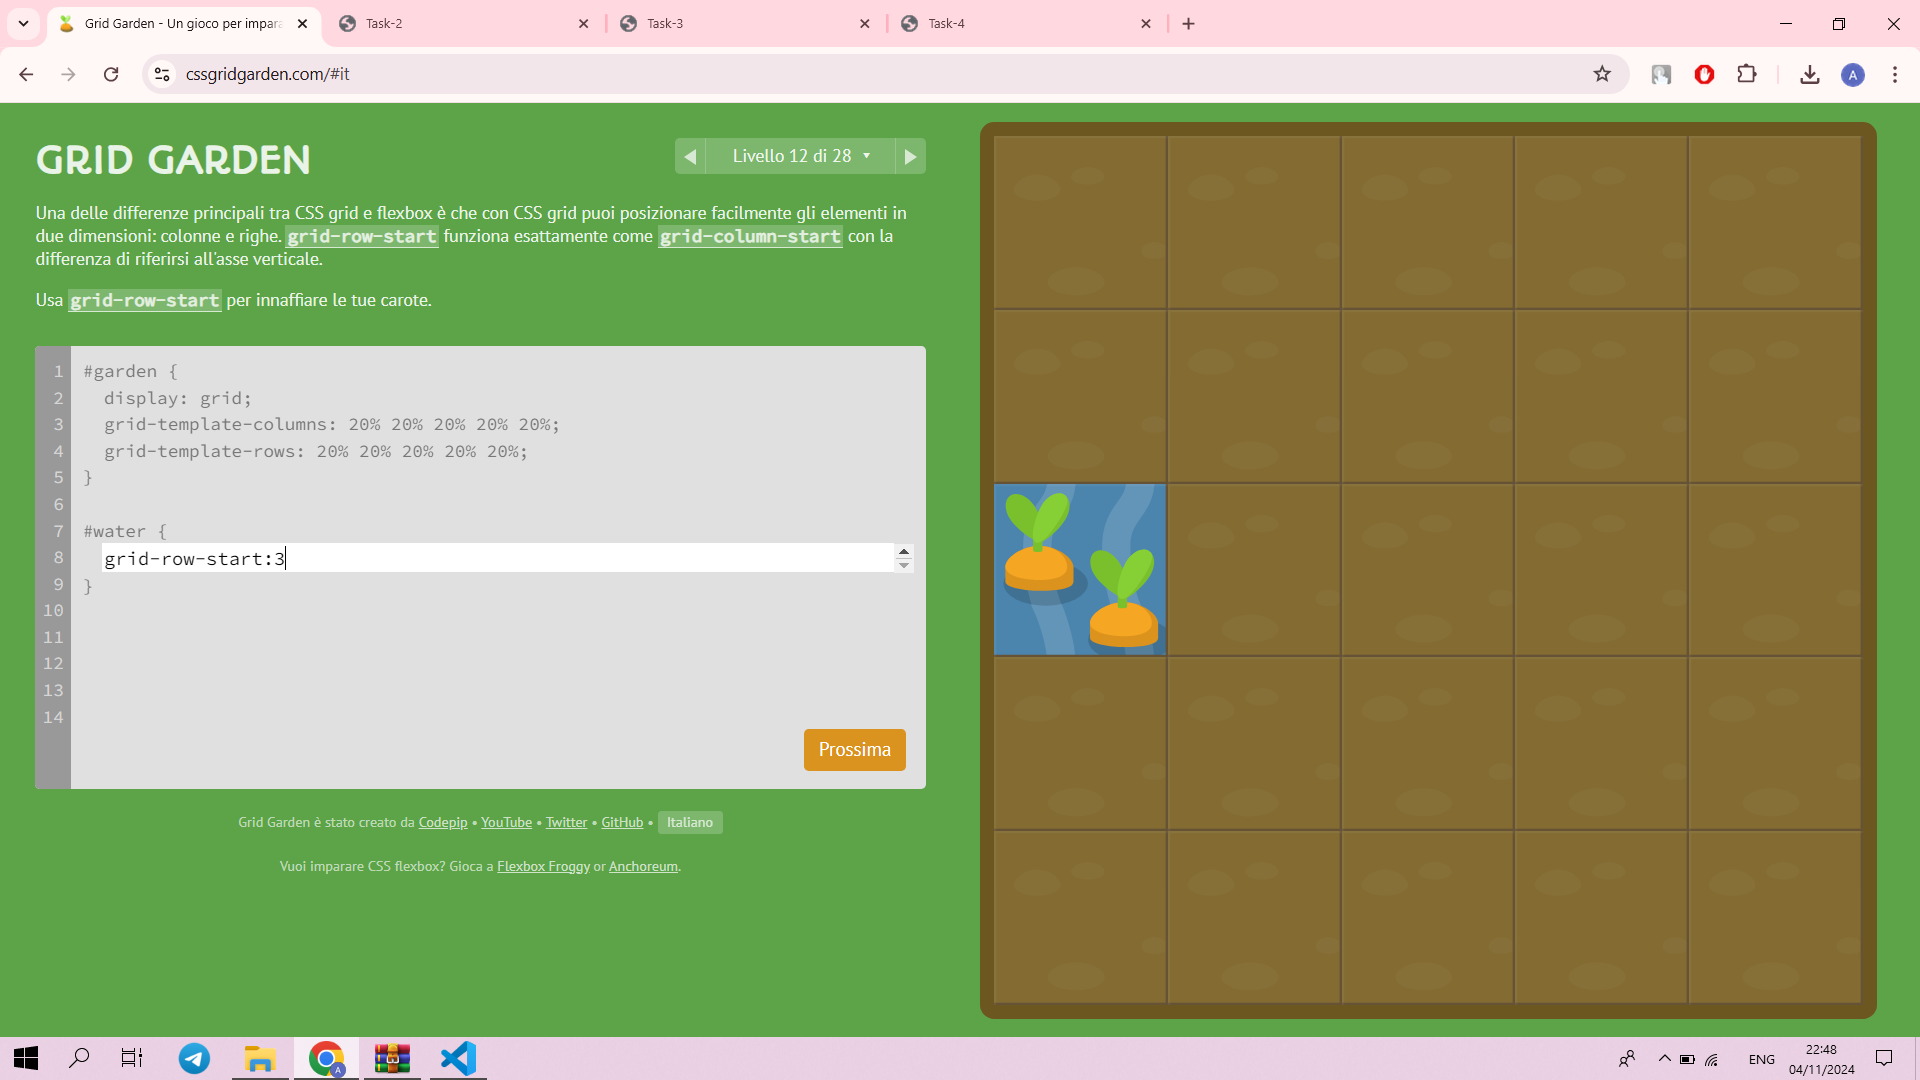 Grid Garden - Un gioco per impara
Task-2
Task-3
Task-4
cssgridgarden.com/#it
A
GRID GARDEN
Livello 12 di 28
Una delle differenze principali tra CSS grid e flexbox è che con CSS grid puoi posizionare facilmente gli elementi in
due dimensioni: colonne e righe. grid-row-start funziona esattamente come grid-column-start con la
differenza di riferirsi all'asse verticale.
Usa grid-row-start per innaffiare le tue carote.
1 #garden {
2 display: grid;
3 grid-template-columns: 20% 20% 20% 20% 20%;
4 grid-template-rows: 20% 20% 20% 20% 20%;
5 }
6
7 #water {
8 grid-row-start:3
9 }
10
11
12
13
14
Prossima
Grid Garden è stato creato da Codepip • YouTube • Twitter • GitHub • Italiano
Vuoi imparare CSS flexbox? Gioca a Flexbox Froggy or Anchoreum.
A
ENG
22:48
04/11/2024